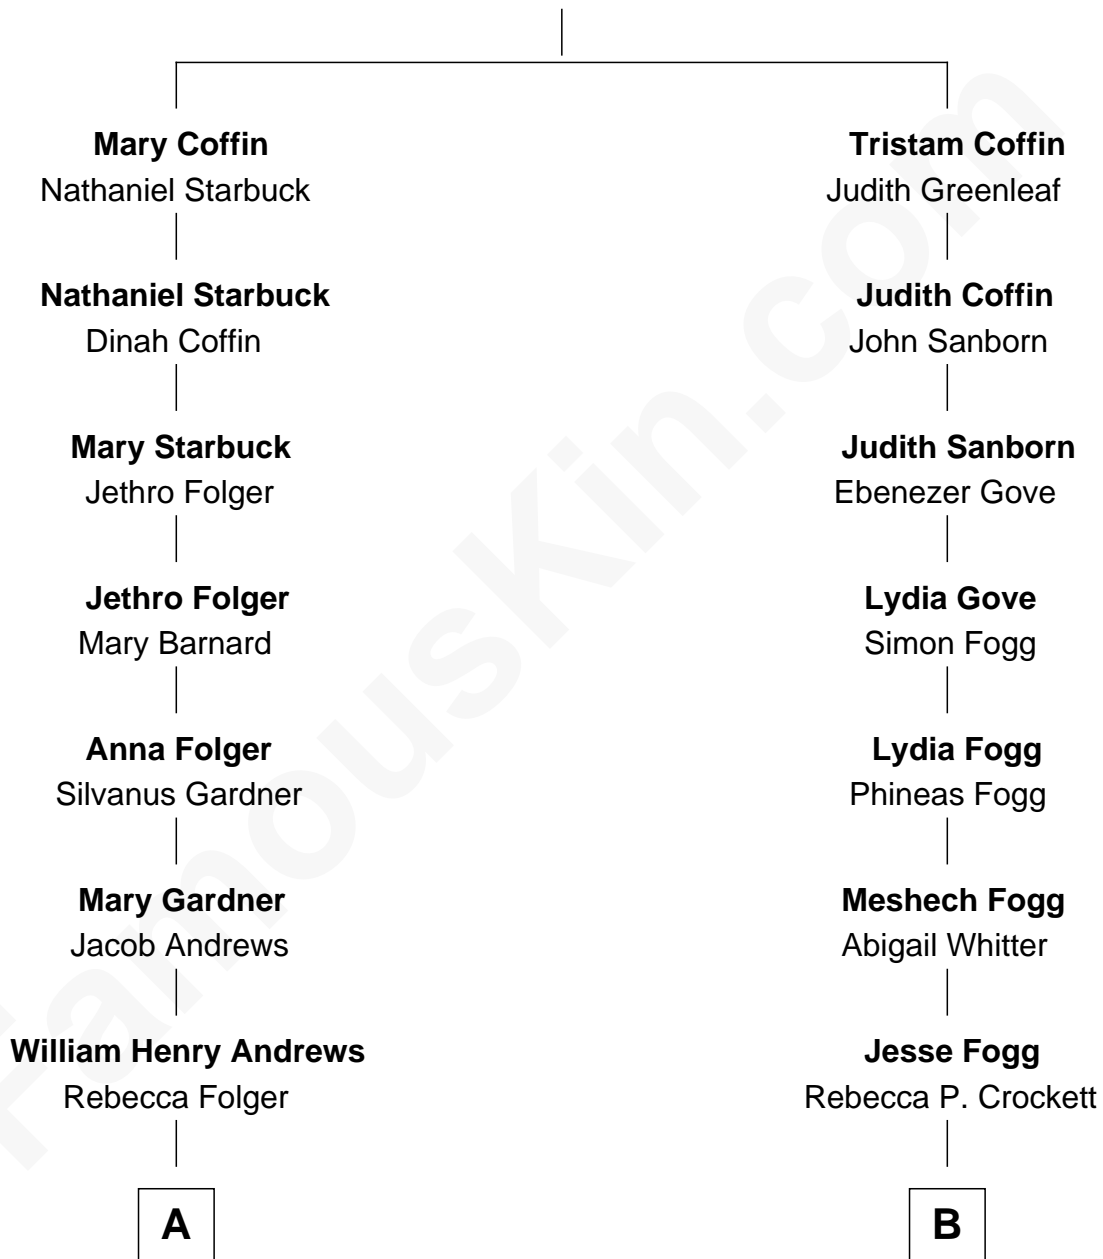 Mary Coffin
Nathaniel Starbuck
Nathaniel Starbuck
Dinah Coffin
Mary Starbuck
Jethro Folger
Jethro Folger
Mary Barnard
Anna Folger
Silvanus Gardner
Mary Gardner
Jacob Andrews
William Henry Andrews
Rebecca Folger
A
Tristam Coffin
Judith Greenleaf
Judith Coffin
John Sanborn
Judith Sanborn
Ebenezer Gove
Lydia Gove
Simon Fogg
Lydia Fogg
Phineas Fogg
Meshech Fogg
Abigail Whitter
Jesse Fogg
Rebecca P. Crockett
B
FamousKin.com